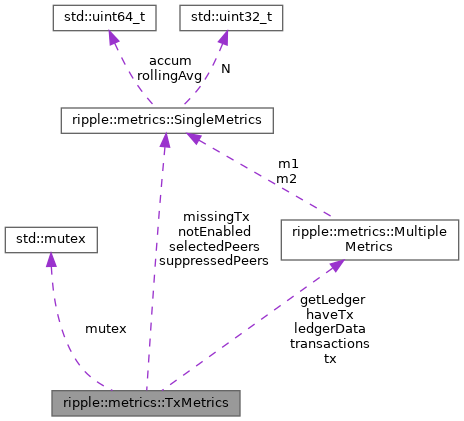 std::uint64_t
std::uint32_t
accum
rollingAvg
N
ripple::metrics::SingleMetrics
m1
m2
missingTx
notEnabled
selectedPeers
suppressedPeers
std::mutex
ripple::metrics::Multiple
Metrics
mutex
getLedger
haveTx
ledgerData
transactions
tx
ripple::metrics::TxMetrics